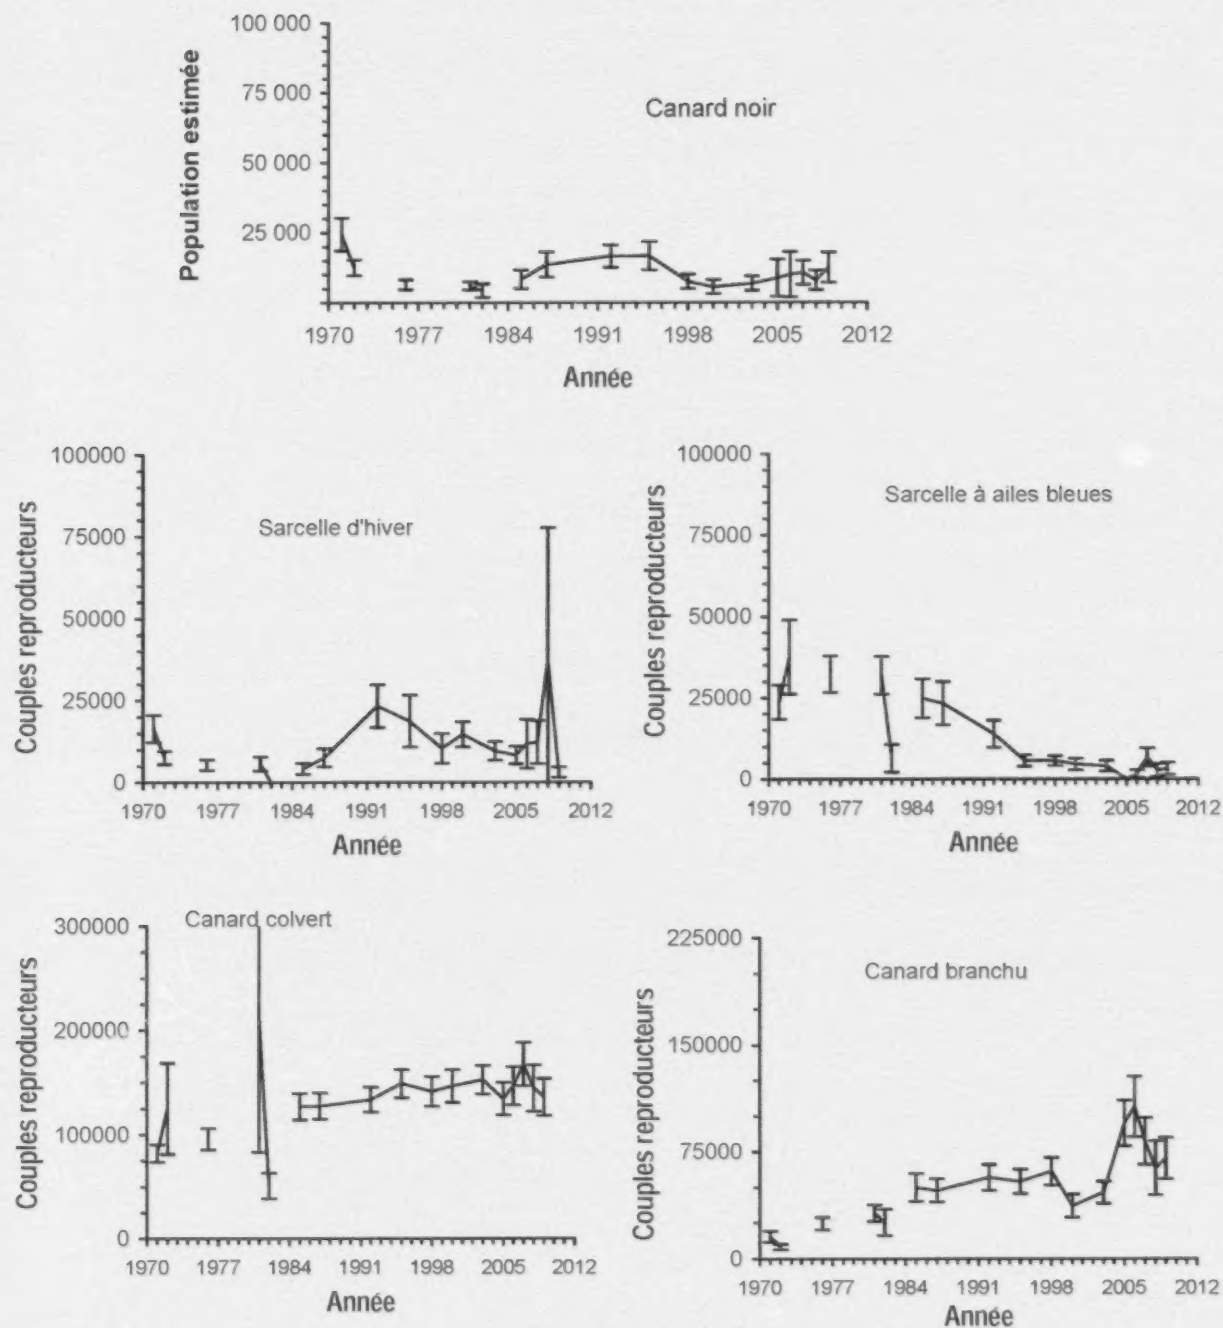 100 000
75 000
50 000
25 000
Population estimée
Canard noir
1970 1977 1984 1991 1998 2005 2012
Année
100000
75000
50000
25000
0
Couples reproducteurs
Sarcelle d'hiver
1970 1977 1984 1991 1998 2005 2012
Année
100000
75000
50000
25000
0
Couples reproducteurs
Sarcelle à ailes bleues
1970 1977 1984 1991 1998 2005 2012
Année
300000
200000
100000
0
Couples reproducteurs
Canard colvert
1970 1977 1984 1991 1998 2005 2012
Année
225000
150000
75000
0
Couples reproducteurs
Canard branchu
1970 1977 1984 1991 1998 2005 2012
Année